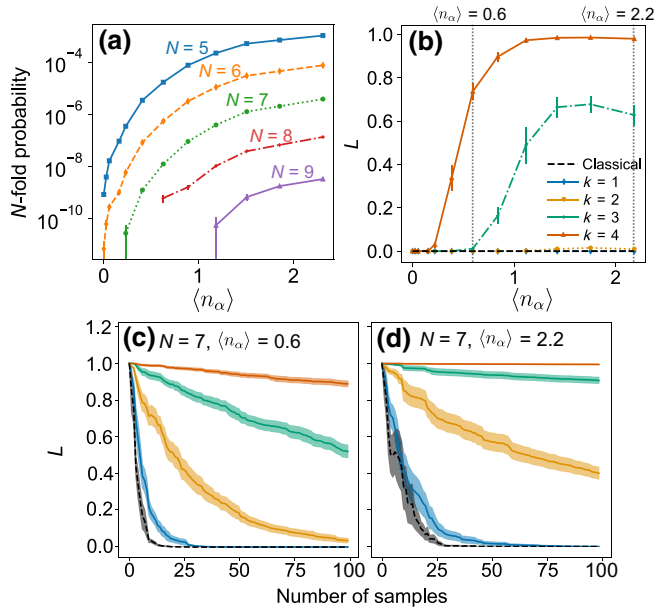 ⟨n_α⟩ = 0.6 ⟨n_α⟩ = 2.2
(a)
N = 5
N = 6
N = 7
N = 8
N = 9
N-fold probability
10⁻⁴
10⁻⁶
10⁻⁸
10⁻¹⁰
0 1 2
⟨n_α⟩
(b)
L
1.0
0.8
0.6
0.4
0.2
0.0
Classical
k = 1
k = 2
k = 3
k = 4
0 1 2
⟨n_α⟩
(c) N = 7, ⟨n_α⟩ = 0.6
L
1.2
1.0
0.8
0.6
0.4
0.2
0.0
0 25 50 75 100
(d) N = 7, ⟨n_α⟩ = 2.2
0 25 50 75 100
Number of samples